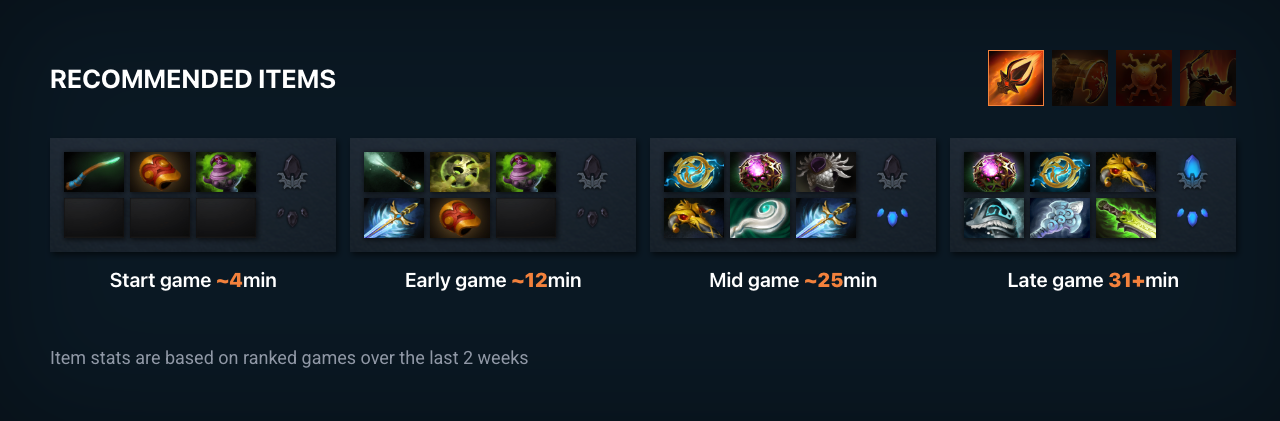 RECOMMENDED ITEMS
Start game ~4min
Early game ~12min
Mid game ~25min
Late game 31+min
Item stats are based on ranked games over the last 2 weeks